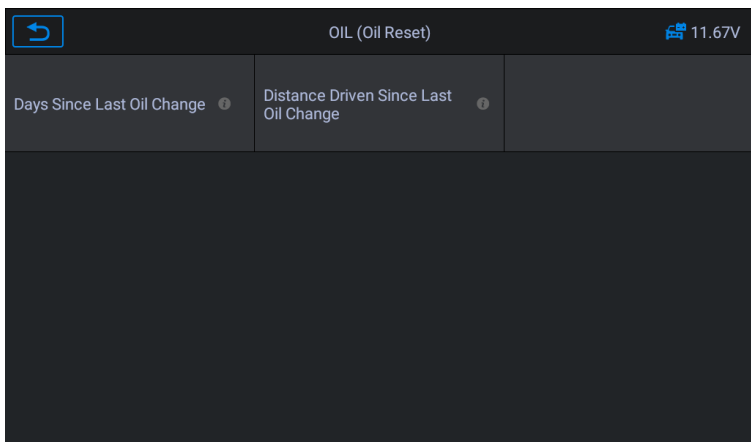 OIL (Oil Reset)
11.67V
Days Since Last Oil Change
Distance Driven Since Last
Oil Change